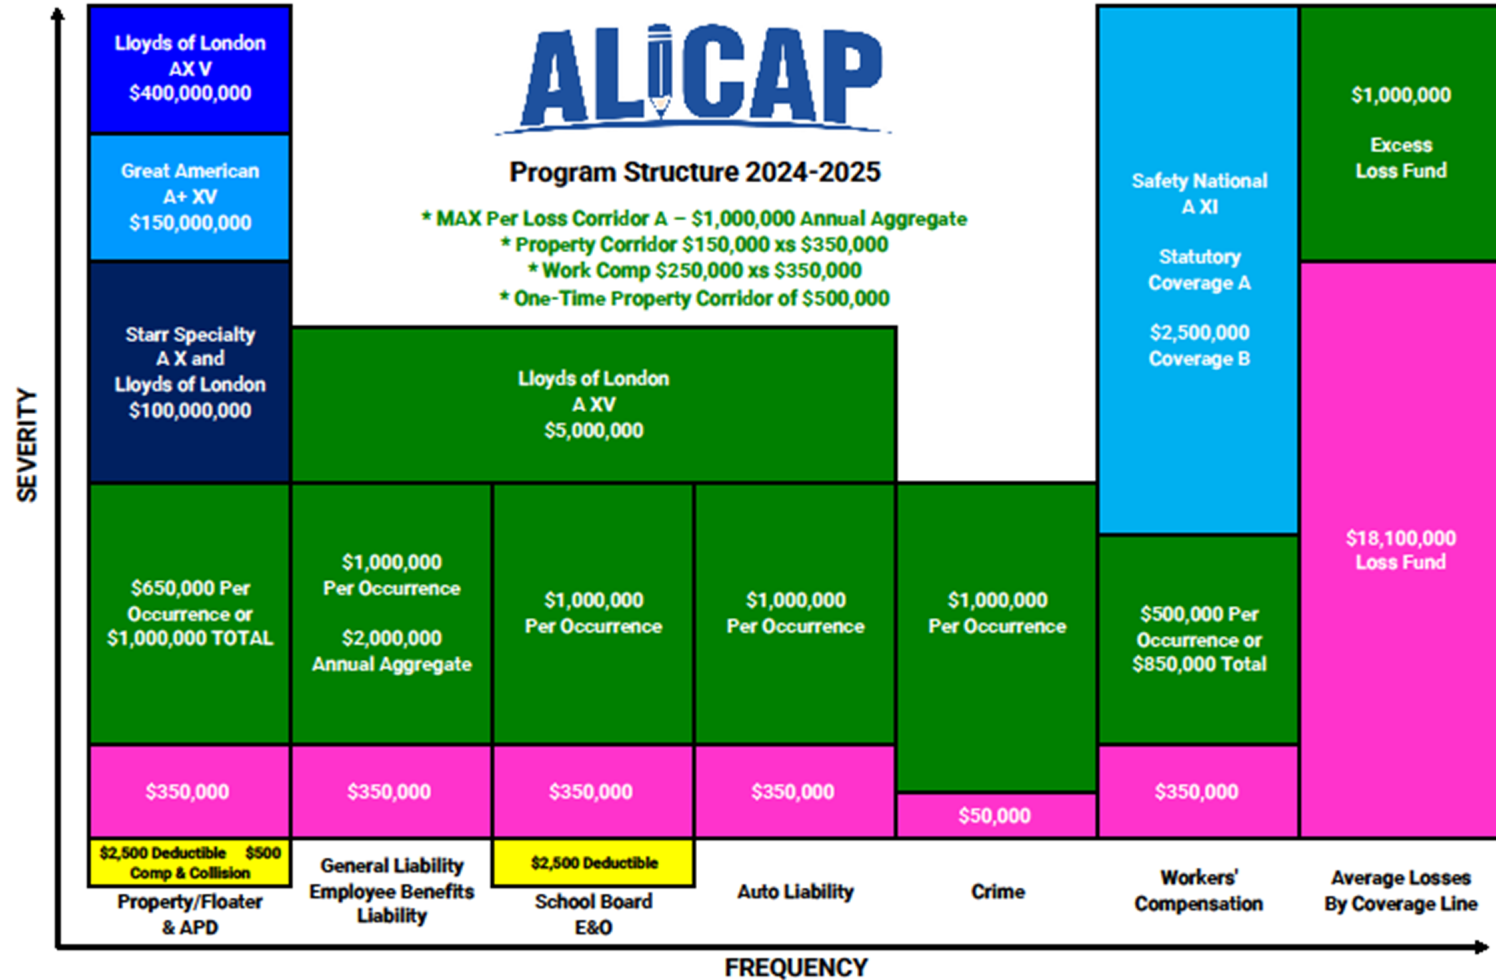 ALiCAP
Program Structure 2024-2025
* MAX Per Loss Corridor A – $1,000,000 Annual Aggregate
* Property Corridor $150,000 xs $350,000
* Work Comp $250,000 xs $350,000
* One-Time Property Corridor of $500,000
SEVERITY
Lloyds of London
AX V
$400,000,000
Great American
A+ XV
$150,000,000
Starr Specialty
A X and
Lloyds of London
$100,000,000
$650,000 Per
Occurrence or
$1,000,000 TOTAL
$350,000
$2,500 Deductible $500
Comp & Collision
Property/Floater
& APD
Lloyds of London
A XV
$5,000,000
$1,000,000
Per Occurrence
$2,000,000
Annual Aggregate
$350,000
General Liability
Employee Benefits
Liability
$1,000,000
Per Occurrence
$350,000
$2,500 Deductible
School Board
E&O
$1,000,000
Per Occurrence
$350,000
Auto Liability
$1,000,000
Per Occurrence
$50,000
Crime
Safety National
A XI
Statutory
Coverage A
$2,500,000
Coverage B
$500,000 Per
Occurrence or
$850,000 Total
$350,000
Workers'
Compensation
$1,000,000
Excess
Loss Fund
$18,100,000
Loss Fund
Average Losses
By Coverage Line
FREQUENCY